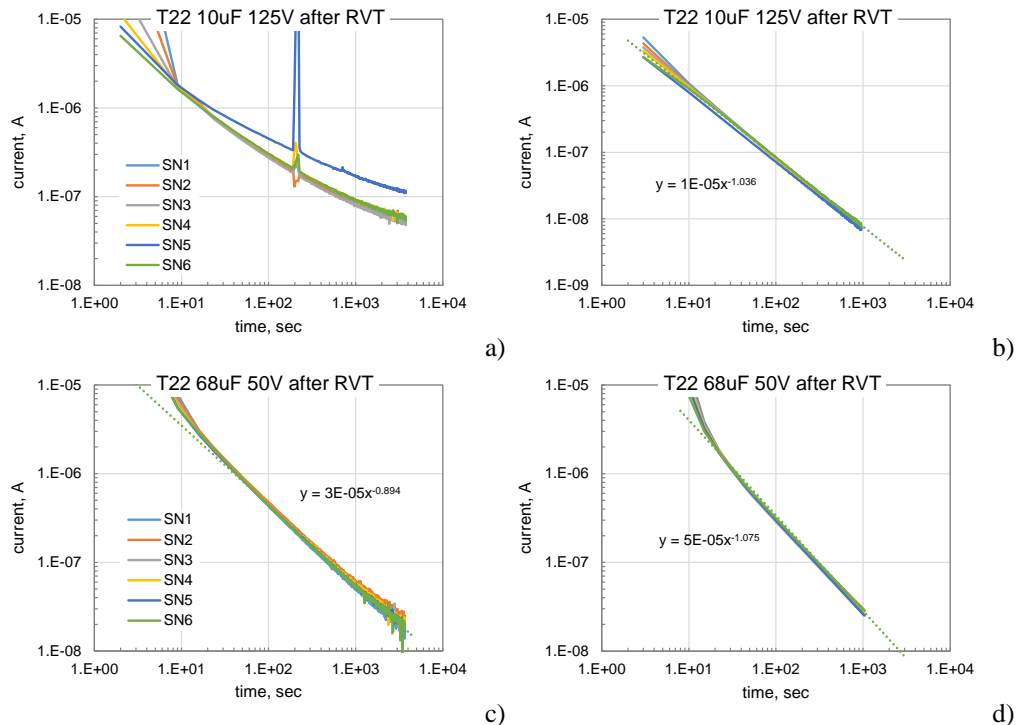 T22 10uF 125V after RVT
1.E-05
1.E-06
1.E-07
1.E-08
current, A
SN1
SN2
SN3
SN4
SN5
SN6
1.E+00 1.E+01 1.E+02 1.E+03 1.E+04
time, sec
a)
T22 10uF 125V after RVT
1.E-05
1.E-06
1.E-07
1.E-08
1.E-09
current, A
y = 1E-05x-1.036
1.E+00 1.E+01 1.E+02 1.E+03 1.E+04
time, sec
b)
T22 68uF 50V after RVT
1.E-05
1.E-06
1.E-07
1.E-08
current, A
y = 3E-05x-0.894
SN1
SN2
SN3
SN4
SN5
SN6
1.E+00 1.E+01 1.E+02 1.E+03 1.E+04
time, sec
c)
T22 68uF 50V after RVT
1.E-05
1.E-06
1.E-07
1.E-08
current, A
y = 5E-05x-1.075
1.E+00 1.E+01 1.E+02 1.E+03 1.E+04
time, sec
d)